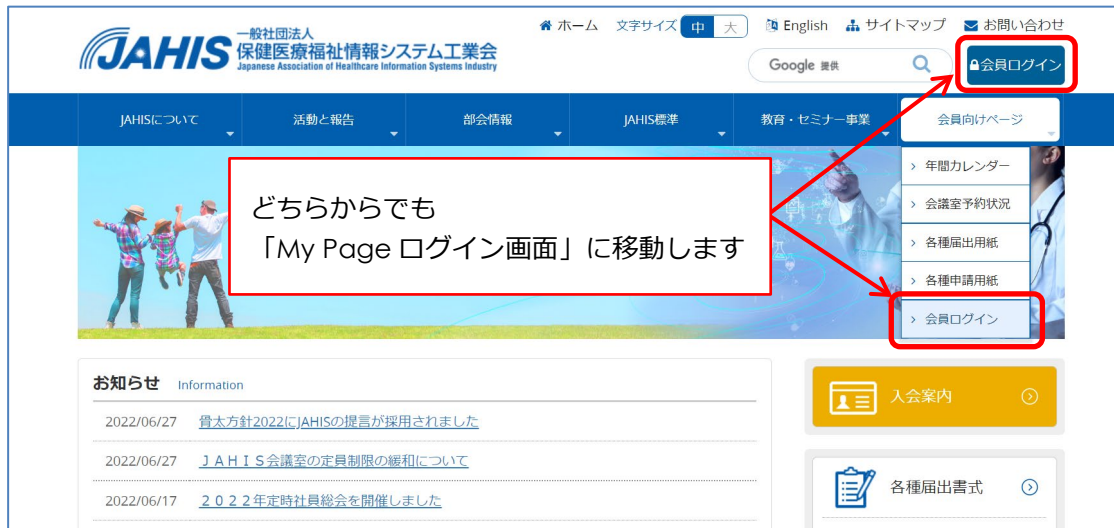 ホーム 文字サイズ 中 大 English サイトマップ お問い合わせ
JAHIS 一般社団法人
保健医療福祉情報システム工業会
Japanese Association of Healthcare Information Systems Industry
Google 提供
会員ログイン
JAHISについて 活動と報告 部会情報 JAHIS標準 教育・セミナー事業 会員向けページ
> 年間カレンダー
> 会議室予約状況
> 各種届出用紙
> 各種申請用紙
> 会員ログイン
どちらからでも
「My Page ログイン画面」に移動します
お知らせ Information
2022/06/27 骨太方針2022にJAHISの提言が採用されました
2022/06/27 ＪＡＨＩＳ会議室の定員制限の緩和について
2022/06/17 ２０２２年定時社員総会を開催しました
入会案内
各種届出書式